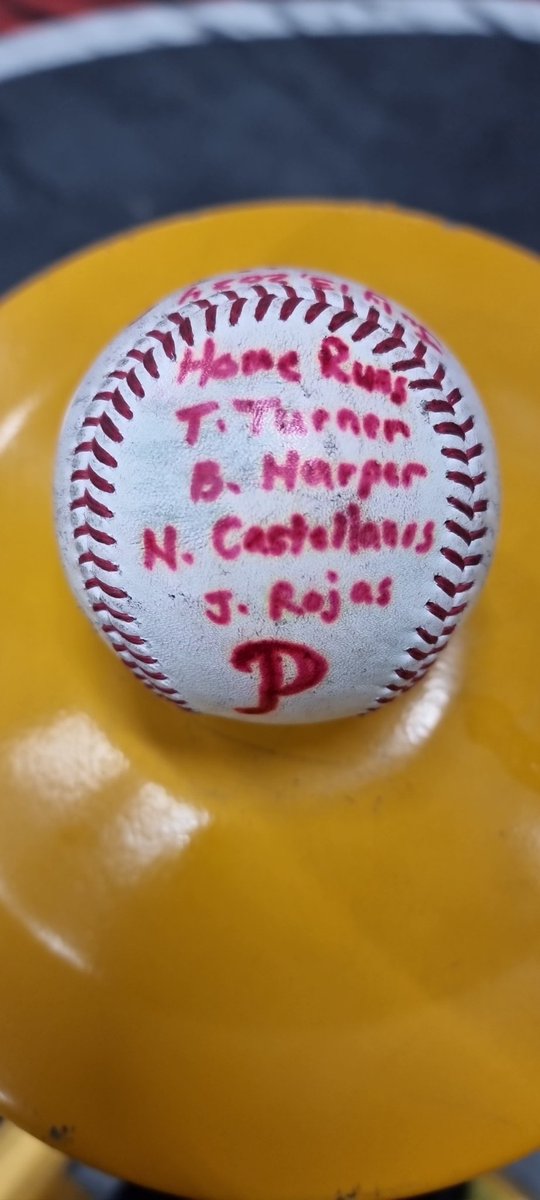 Home Runs
T. Turner
B. Harper
N. Castellanos
J. Rojas
P